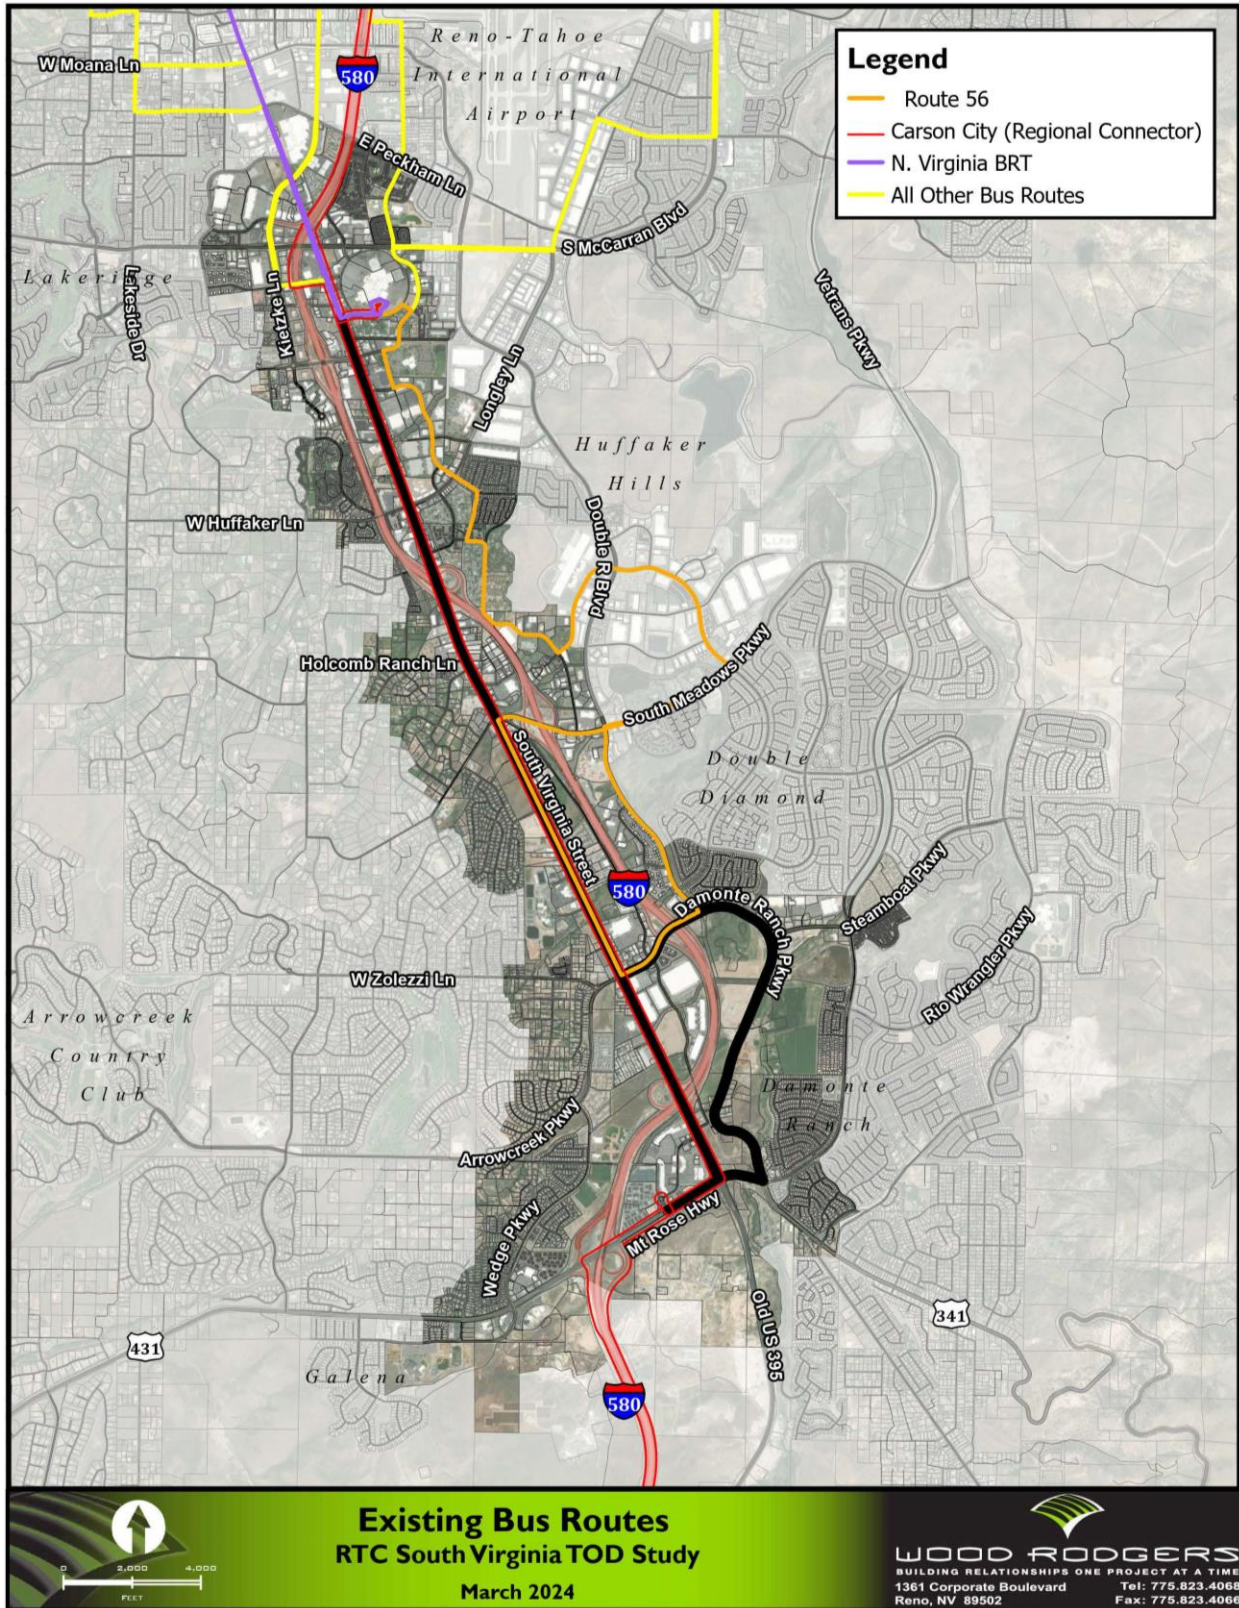 Reno-Tahoe
International
Airport
W Moana Ln
580
Legend
Route 56
Carson City (Regional Connector)
N. Virginia BRT
All Other Bus Routes
E Peckham Ln
S McCarran Blvd
Lakeridge
Lakeside Dr
Kietzke Ln
Vetrans Pkwy
Longley Ln
Huffaker
Hills
W Huffaker Ln
Double R Blvd
Holcomb Ranch Ln
South Meadows Pkwy
South Virginia Street
Double
Diamond
580
Damonte Ranch Pkwy
Steamboat Pkwy
Rio Wrangler Pkwy
W Zolezzi Ln
Arrowcreek
Country
Club
Damonte
Ranch
Arrowcreek Pkwy
Wedge Pkwy
Mt Rose Hwy
Old US 395
341
431
Galena
580
0 2,000 4,000
FEET
Existing Bus Routes
RTC South Virginia TOD Study
March 2024
WOOD RODGERS
BUILDING RELATIONSHIPS ONE PROJECT AT A TIME
1361 Corporate Boulevard Tel: 775.823.4068
Reno, NV 89502 Fax: 775.823.4066